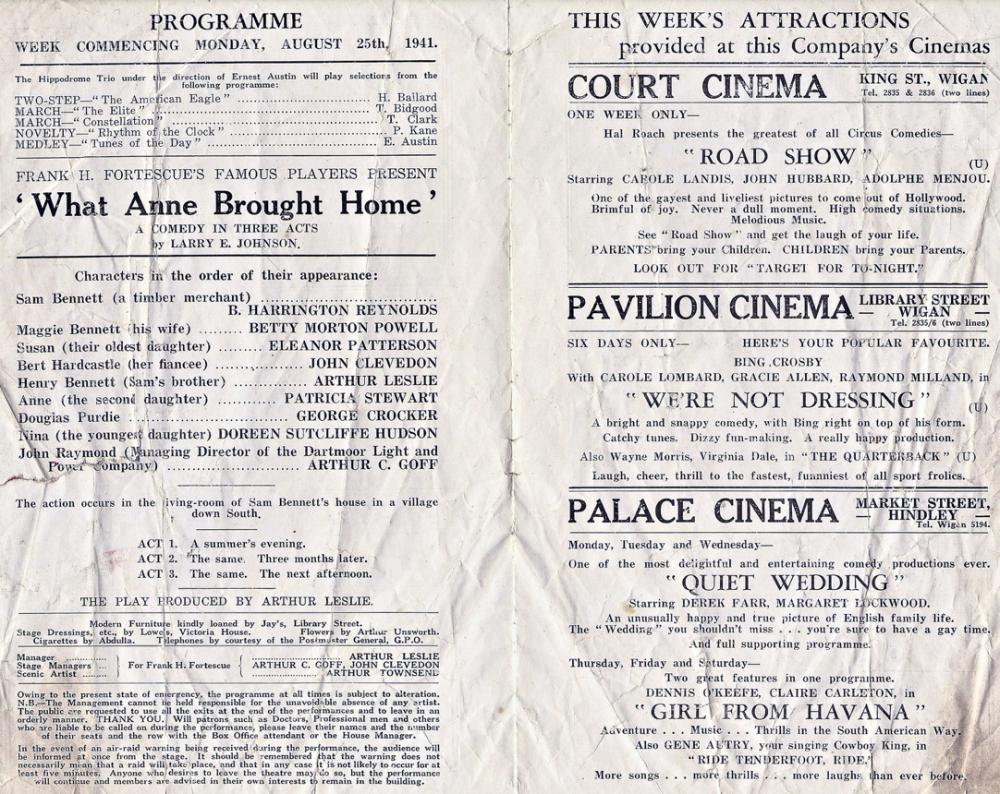 PROGRAMME
WEEK COMMENCING MONDAY, AUGUST 25th, 1941.
The Hippodrome Trio under the direction of Ernest Austin will play selections from the
following programme:
TWO-STEP—"The American Eagle" .................... H. Ballard
MARCH—"The Elite" .................... T. Bidgood
MARCH—"Constellation" .................... T. Clark
NOVELTY—"Rhythm of the Clock" .................... P. Kane
MEDLEY—"Tunes of the Day" .................... E. Austin
FRANK H. FORTESCUE'S FAMOUS PLAYERS PRESENT
'What Anne Brought Home'
A COMEDY IN THREE ACTS
by LARRY E. JOHNSON.
Characters in the order of their appearance:
Sam Bennett (a timber merchant) ....................
B. HARRINGTON REYNOLDS
Maggie Bennett (his wife) ......... BETTY MORTON POWELL
Susan (their oldest daughter) ......... ELEANOR PATTERSON
Bert Hardcastle (her fiancee) .................... JOHN CLEVEDON
Henry Bennett (Sam's brother) .................... ARTHUR LESLIE
Anne (the second daughter) ............ PATRICIA STEWART
Douglas Purdie .................... GEORGE CROCKER
Nina (the youngest daughter) DOREEN SUTCLIFFE HUDSON
John Raymond (Managing Director of the Dartmoor Light and
Power Company) .................... ARTHUR C. GOFF
The action occurs in the living-room of Sam Bennett's house in a village
down South.
ACT 1. A summer's evening.
ACT 2. The same. Three months later.
ACT 3. The same. The next afternoon.
THE PLAY PRODUCED BY ARTHUR LESLIE.
Modern Furniture kindly loaned by Jay's, Library Street.
Stage Dressings, etc., by Lowe's, Victoria House. Flowers by Arthur Unsworth.
Cigarettes by Abdulla. Telephones by courtesy of the Postmaster General, G.P.O.
Manager ............ ARTHUR LESLIE
Stage Managers ... For Frank H. Fortescue ARTHUR C. GOFF, JOHN CLEVEDON
Scenic Artist ......... ARTHUR TOWNSEND
Owing to the present state of emergency, the programme at all times is subject to alteration.
N.B.—The Management cannot be held responsible for the unavoidable absence of any artist.
The public are requested to use all the exits at the end of the performances and to leave in an
orderly manner. THANK YOU. Will patrons such as Doctors, Professional men and others
who are liable to be called on during the performance, please leave their names and the number
of their seats and the row with the Box Office attendant or the House Manager.
In the event of an air-raid warning being received during the performance, the audience will
be informed at once from the stage. It should be remembered that the warning does not
necessarily mean that a raid will take place, and that in any case it is not likely to occur for at
least five minutes. Anyone who desires to leave the theatre may do so, but the performance
will continue and members are advised in their own interests to remain in the building.
THIS WEEK'S ATTRACTIONS
provided at this Company's Cinemas
COURT CINEMA KING ST., WIGAN
Tel. 2835 & 2836 (two lines)
ONE WEEK ONLY—
Hal Roach presents the greatest of all Circus Comedies—
"ROAD SHOW" (U)
Starring CAROLE LANDIS, JOHN HUBBARD, ADOLPHE MENJOU.
One of the gayest and liveliest pictures to come out of Hollywood.
Brimful of joy. Never a dull moment. High comedy situations.
Melodious Music.
See "Road Show" and get the laugh of your life.
PARENTS bring your Children. CHILDREN bring your Parents.
LOOK OUT FOR "TARGET FOR TO-NIGHT."
PAVILION CINEMA LIBRARY STREET
— WIGAN —
Tel. 2835/6 (two lines)
SIX DAYS ONLY— HERE'S YOUR POPULAR FAVOURITE.
BING CROSBY
With CAROLE LOMBARD, GRACIE ALLEN, RAYMOND MILLAND, in
"WE'RE NOT DRESSING" (U)
A bright and snappy comedy, with Bing right on top of his form.
Catchy tunes. Dizzy fun-making. A really happy production.
Also Wayne Morris, Virginia Dale, in "THE QUARTERBACK" (U)
Laugh, cheer, thrill to the fastest, funniest of all sport frolics.
PALACE CINEMA MARKET STREET,
— HINDLEY —
Tel. Wigan 5194.
Monday, Tuesday and Wednesday—
One of the most delightful and entertaining comedy productions ever.
"QUIET WEDDING"
Starring DEREK FARR, MARGARET LOCKWOOD.
An unusually happy and true picture of English family life.
The "Wedding" you shouldn't miss . . . you're sure to have a gay time.
And full supporting programme.
Thursday, Friday and Saturday—
Two great features in one programme.
DENNIS O'KEEFE, CLAIRE CARLETON, in
"GIRL FROM HAVANA"
Adventure . . . Music . . . Thrills in the South American Way.
Also GENE AUTRY, your singing Cowboy King, in
"RIDE TENDERFOOT, RIDE."
More songs . . . more thrills . . . more laughs than ever before.